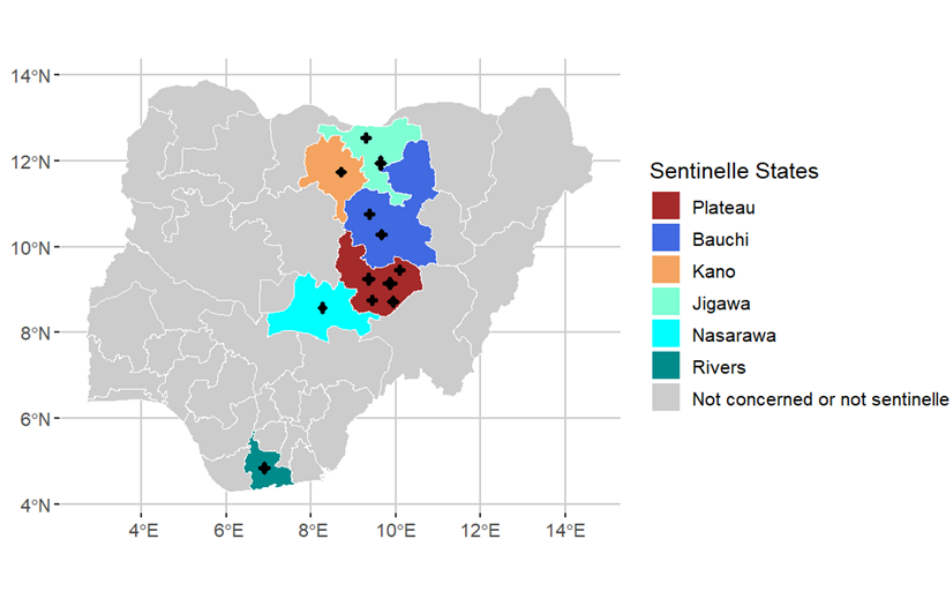 14°N
12°N
10°N
8°N
6°N
4°N
4°E 6°E 8°E 10°E 12°E 14°E
Sentinelle States
Plateau
Bauchi
Kano
Jigawa
Nasarawa
Rivers
Not concerned or not sentinelle